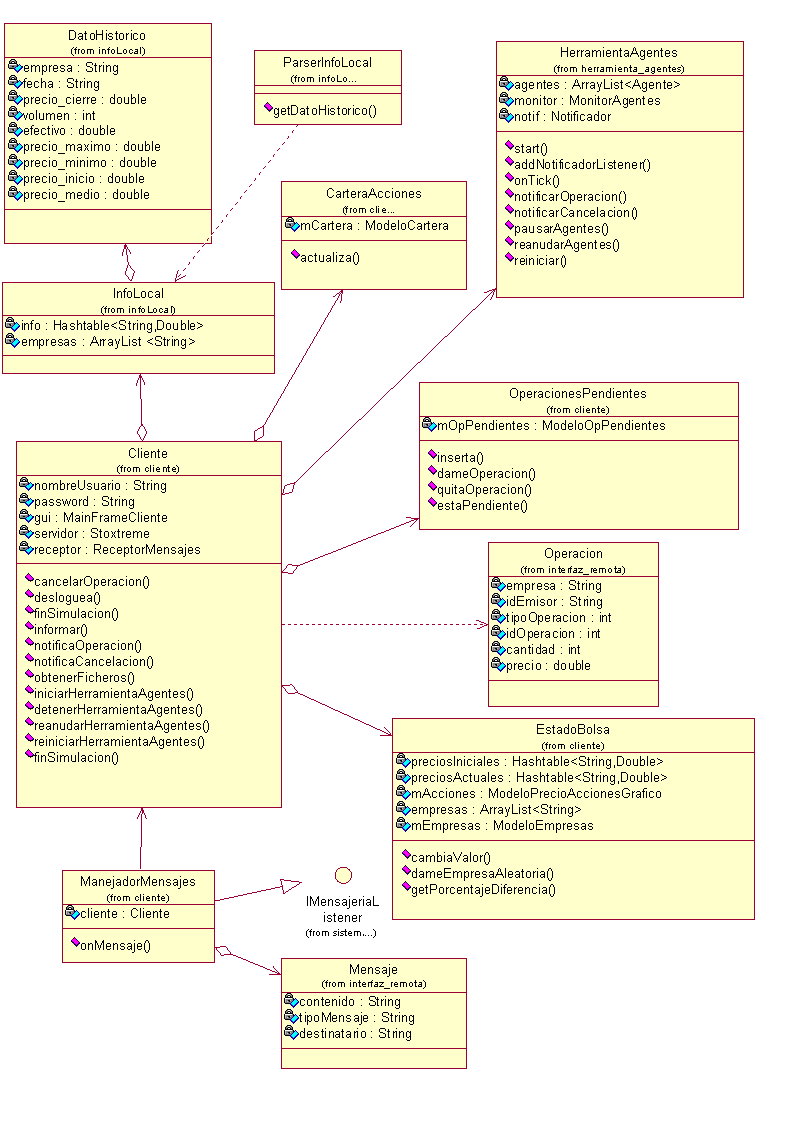 DatoHistorico
(from infoLocal)
empresa : String
fecha : String
precio_cierre : double
volumen : int
efectivo : double
precio_maximo : double
precio_minimo : double
precio_inicio : double
precio_medio : double
ParserInfoLocal
(from infoLo...
getDatoHistorico()
HerramientaAgentes
(from herramienta_agentes)
agentes : ArrayList<Agente>
monitor : MonitorAgentes
notif : Notificador
start()
addNotificadorListener()
onTick()
notificarOperacion()
notificarCancelacion()
pausarAgentes()
reanudarAgentes()
reiniciar()
CarteraAcciones
(from clie...
mCartera : ModeloCartera
actualiza()
InfoLocal
(from infoLocal)
info : Hashtable<String,Double>
empresas : ArrayList <String>
OperacionesPendientes
(from cliente)
mOpPendientes : ModeloOpPendientes
inserta()
dameOperacion()
quitaOperacion()
estaPendiente()
Cliente
(from cliente)
nombreUsuario : String
password : String
gui : MainFrameCliente
servidor : Stoxtreme
receptor : ReceptorMensajes
cancelarOperacion()
desloguea()
finSimulacion()
informar()
notificaOperacion()
notificaCancelacion()
obtenerFicheros()
iniciarHerramientaAgentes()
detenerHerramientaAgentes()
reanudarHerramientaAgentes()
reiniciarHerramientaAgentes()
finSimulacion()
Operacion
(from interfaz_remota)
empresa : String
idEmisor : String
tipoOperacion : int
idOperacion : int
cantidad : int
precio : double
EstadoBolsa
(from cliente)
preciosIniciales : Hashtable<String,Double>
preciosActuales : Hashtable<String,Double>
mAcciones : ModeloPrecioAccionesGrafico
empresas : ArrayList<String>
mEmpresas : ModeloEmpresas
cambiaValor()
dameEmpresaAleatoria()
getPorcentajeDiferencia()
ManejadorMensajes
(from cliente)
cliente : Cliente
onMensaje()
IMensajeriaL
istener
(from sistem....)
Mensaje
(from interfaz_remota)
contenido : String
tipoMensaje : String
destinatario : String